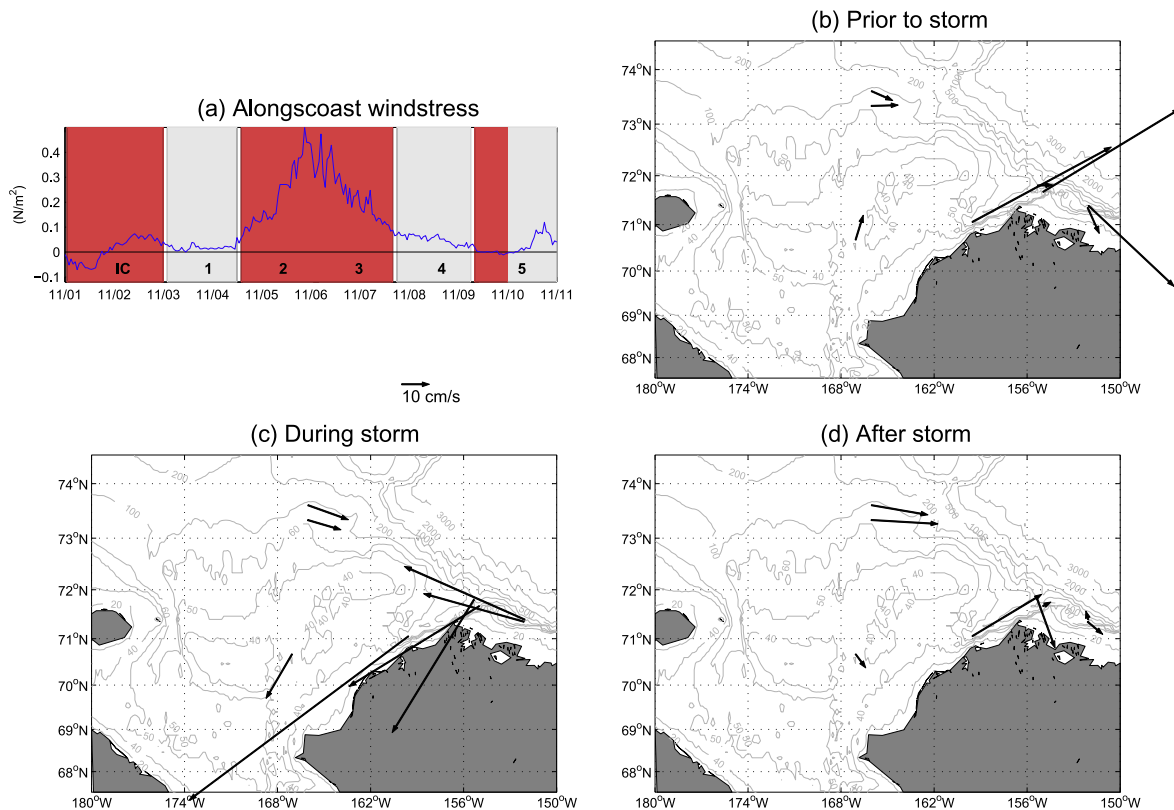 (a) Alongscoast windstress
(N/m²)
0.4
0.3
0.2
0.1
0
−0.1
IC 1 2 3 4 5
11/01 11/02 11/03 11/04 11/05 11/06 11/07 11/08 11/09 11/10 11/11
10 cm/s
(b) Prior to storm
74°N
73°N
72°N
71°N
70°N
69°N
68°N
180°W 174°W 168°W 162°W 156°W 150°W
(c) During storm
74°N
73°N
72°N
71°N
70°N
69°N
68°N
180°W 174°W 168°W 162°W 156°W 150°W
(d) After storm
74°N
73°N
72°N
71°N
70°N
69°N
68°N
180°W 174°W 168°W 162°W 156°W 150°W